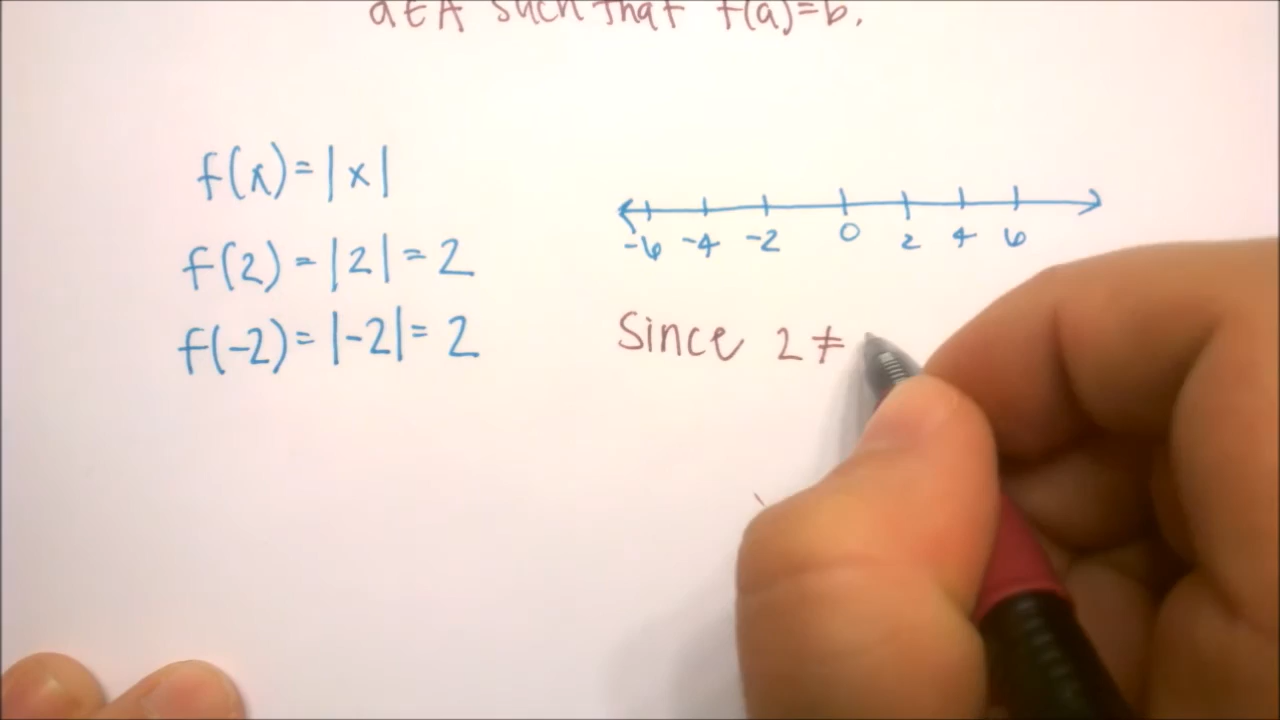 a∈A such that f(a)=b.
f(x)=|x|
f(2)=|2|=2
f(-2)=|-2|=2
-6 -4 -2 0 2 4 6
Since 2≠